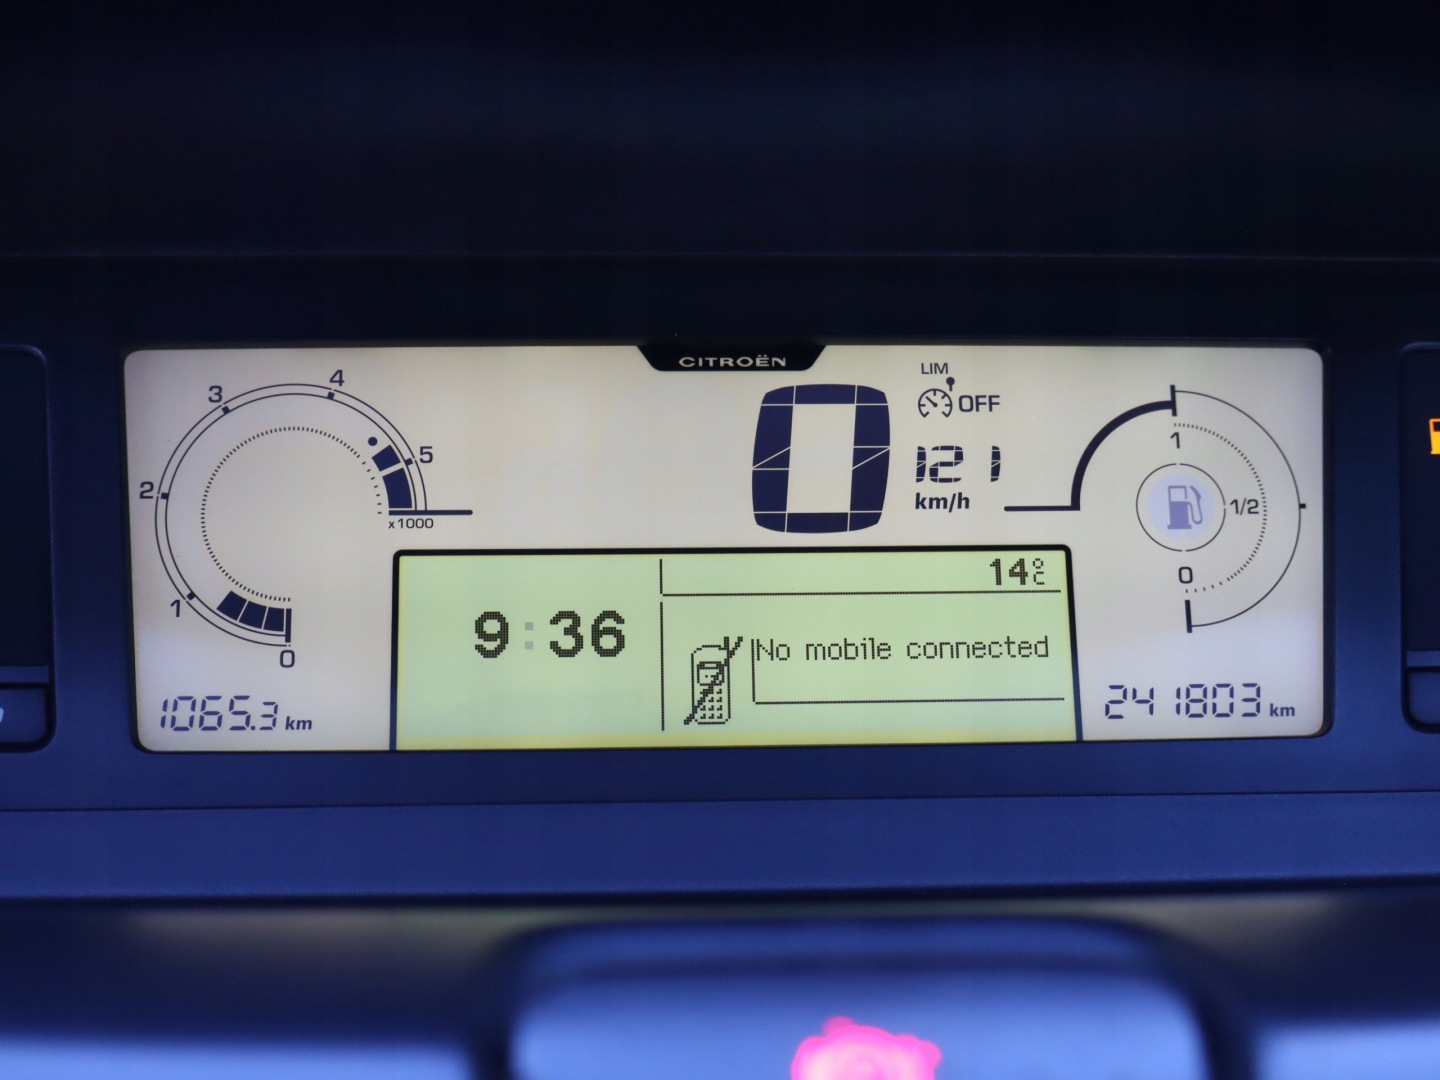 CITROËN
4
3
5
2
x1000
1
0
LIM
OFF
0
121
km/h
1
1/2
0
14°C
9:36
No mobile connected
1065.3 km
241803 km